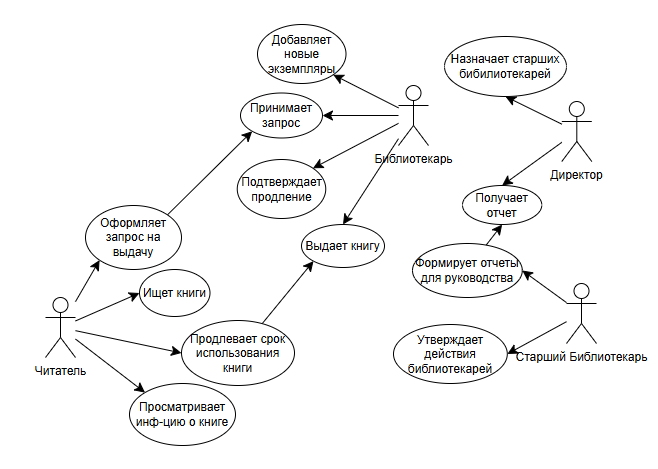 Добавляет
новые
экземпляры
Назначает старших
бибилиотекарей
Принимает
запрос
Библиотекарь
Директор
Подтверждает
продление
Получает
отчет
Оформляет
запрос на
выдачу
Выдает книгу
Формирует отчеты
для руководства
Ищет книги
Читатель
Продлевает срок
использования
книги
Утверждает
действия
библиотекарей
Старший Библиотекарь
Просматривает
инф-цию о книге